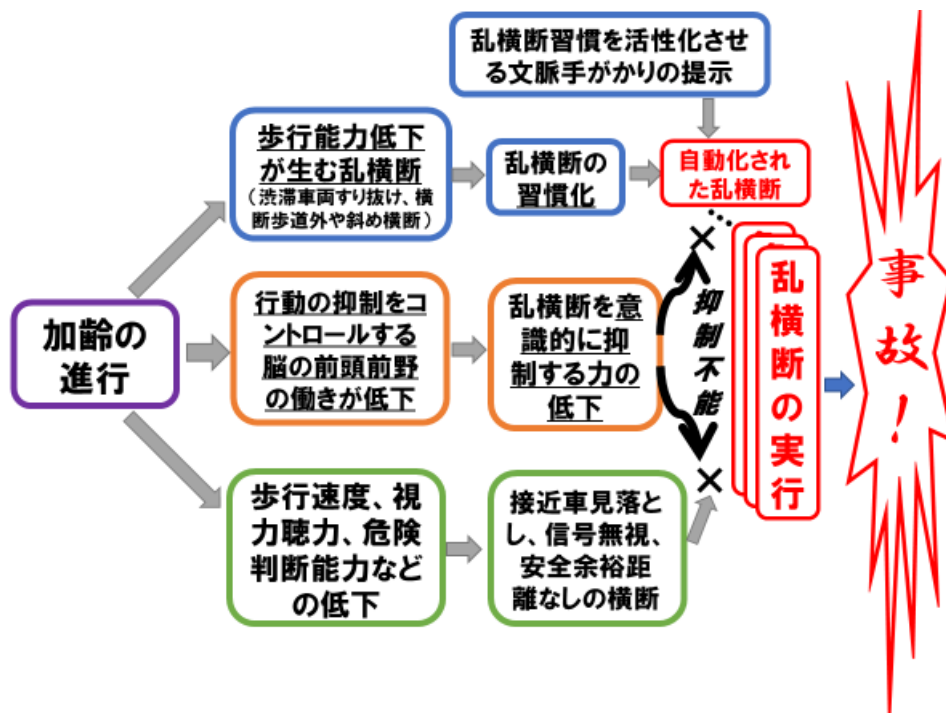 乱横断習慣を活性化させ
る文脈手がかりの提示
歩行能力低下
が生む乱横断
（渋滞車両すり抜け、横
断歩道外や斜め横断）
乱横断の
習慣化
自動化され
た乱横断
加齢の
進行
行動の抑制をコ
ントロールする
脳の前頭前野
の働きが低下
乱横断を意
識的に抑
制する力の
低下
×
抑制不能
×
乱横断の実行
事故！
歩行速度、視
力聴力、危険
判断能力など
の低下
接近車見落と
し、信号無視、
安全余裕距
離なしの横断